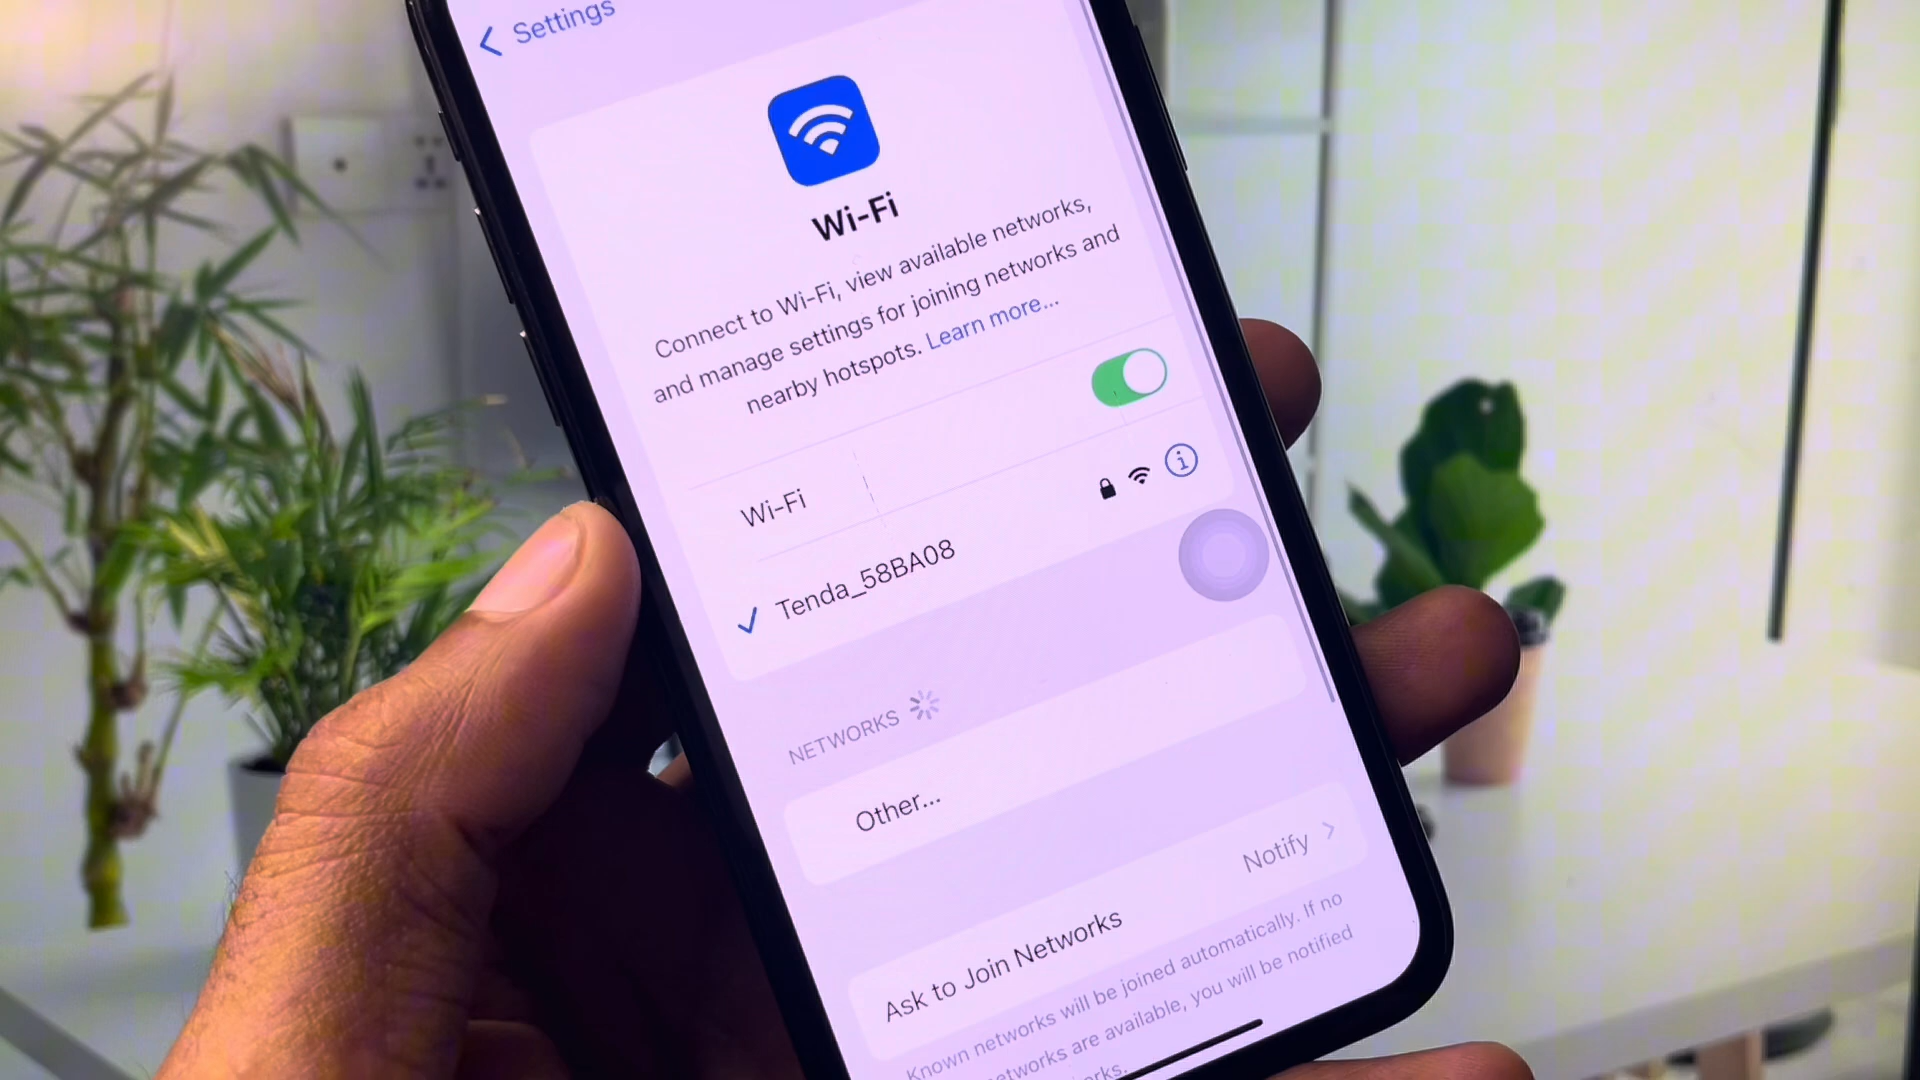 Settings
Wi-Fi
Connect to Wi-Fi, view available networks,
and manage settings for joining networks and
nearby hotspots. Learn more...
Wi-Fi
Tenda_58BA08
NETWORKS
Other...
Ask to Join Networks Notify
Known networks will be joined automatically. If no
networks are available, you will be notified